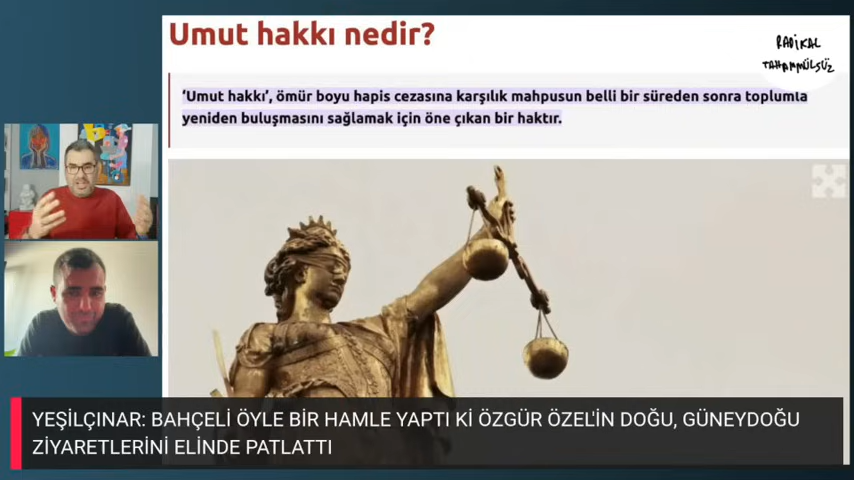 Umut hakkı nedir?
RADİKAL
TAHAMMÜLSÜZ
‘Umut hakkı’, ömür boyu hapis cezasına karşılık mahpusun belli bir süreden sonra toplumla
yeniden buluşmasını sağlamak için öne çıkan bir haktır.
YEŞİLÇINAR: BAHÇELİ ÖYLE BİR HAMLE YAPTI Kİ ÖZGÜR ÖZEL'İN DOĞU, GÜNEYDOĞU
ZİYARETLERİNİ ELİNDE PATLATTI